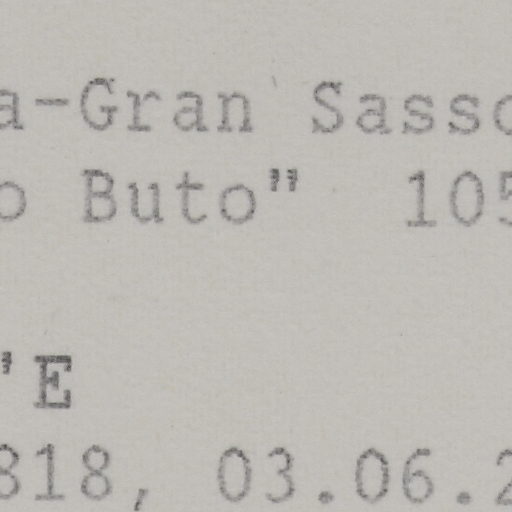 a-Gran Sasso
o Buto" 105
"E
818, 03.06.2